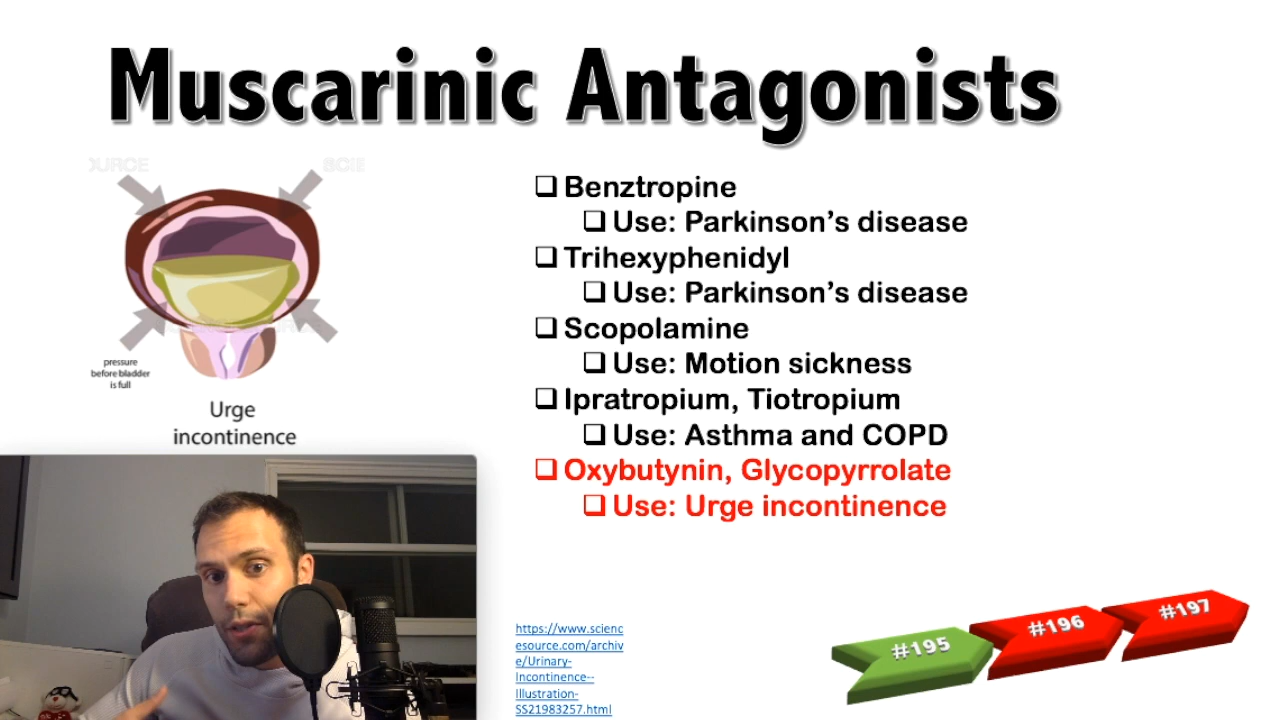 Muscarinic Antagonists
pressure
before bladder
is full
Urge
incontinence
❑ Benztropine
❑ Use: Parkinson’s disease
❑ Trihexyphenidyl
❑ Use: Parkinson’s disease
❑ Scopolamine
❑ Use: Motion sickness
❑ Ipratropium, Tiotropium
❑ Use: Asthma and COPD
❑ Oxybutynin, Glycopyrrolate
❑ Use: Urge incontinence
https://www.scienc
esource.com/archiv
e/Urinary-
Incontinence--
Illustration-
SS21983257.html
#195
#196
#197